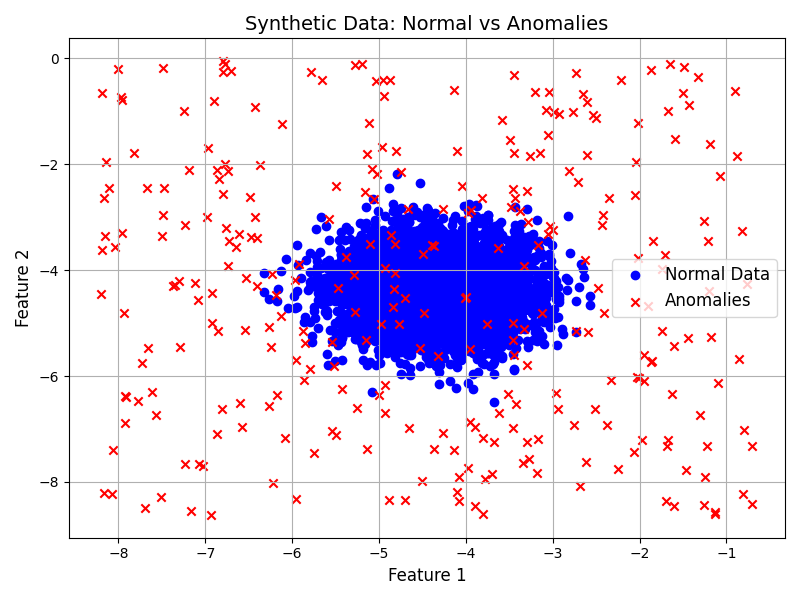 Synthetic Data: Normal vs Anomalies
0
−2
−4
−6
−8
Feature 2
Normal Data
Anomalies
−8 −7 −6 −5 −4 −3 −2 −1
Feature 1